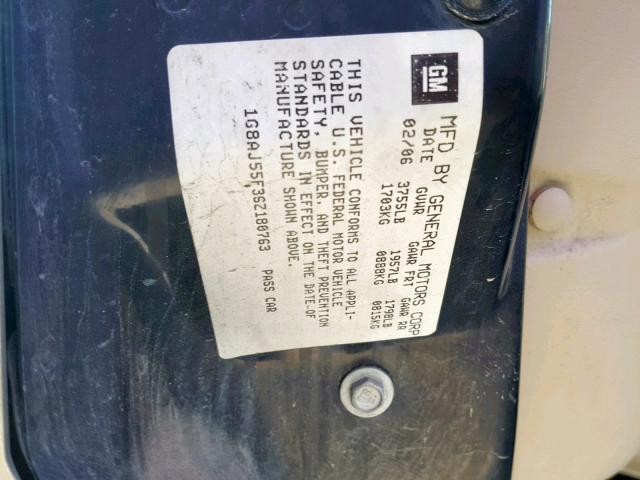 GM
MFD BY GENERAL MOTORS CORP
DATE GVWR GAWR FRT GAWR RR
02/06 3755LB 1957LB 1798LB
1703KG 0888KG 0815KG
THIS VEHICLE CONFORMS TO ALL APPLI-
CABLE U.S. FEDERAL MOTOR VEHICLE
SAFETY, BUMPER, AND THEFT PREVENTION
STANDARDS IN EFFECT ON THE DATE OF
MANUFACTURE SHOWN ABOVE.
1G8AJ55F36Z180763 PASS CAR